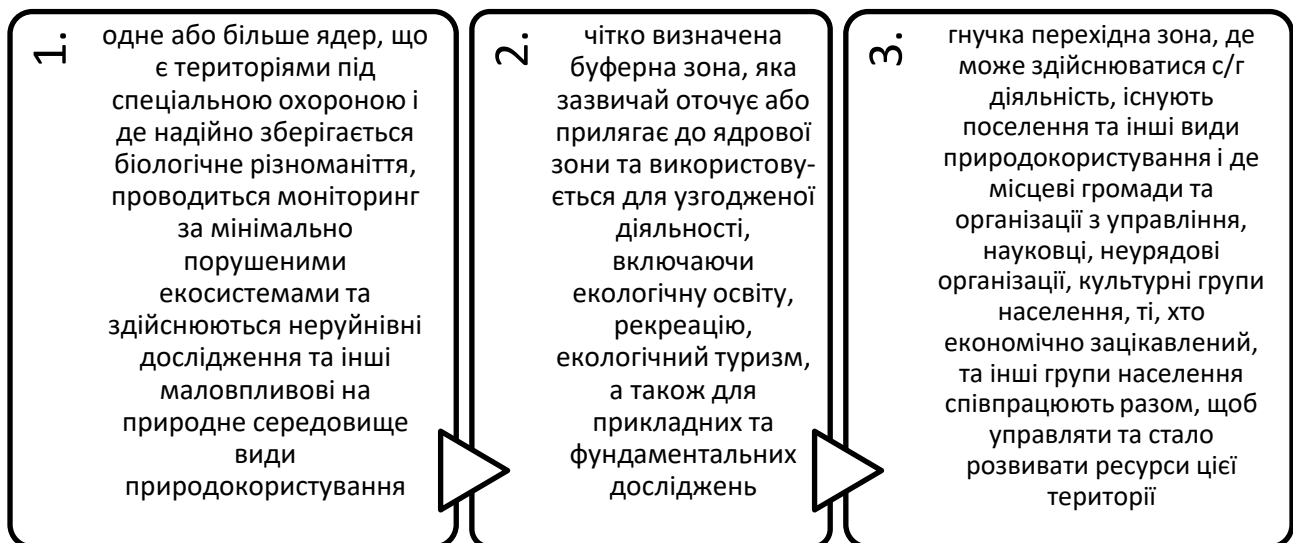 1.
одне або більше ядер, що
є територіями під
спеціальною охороною і
де надійно зберігається
біологічне різноманіття,
проводиться моніторинг
за мінімально
порушеними
екосистемами та
здійснюються неруйнівні
дослідження та інші
маловпливові на
природне середовище
види
природокористування
2.
чітко визначена
буферна зона, яка
зазвичай оточує або
прилягає до ядрової
зони та використову-
ється для узгодженої
діяльності,
включаючи
екологічну освіту,
рекреацію,
екологічний туризм,
а також для
прикладних та
фундаментальних
досліджень
3.
гнучка перехідна зона, де
може здійснюватися с/г
діяльність, існують
поселення та інші види
природокористування і де
місцеві громади та
організації з управління,
науковці, неурядові
організації, культурні групи
населення, ті, хто
економічно зацікавлений,
та інші групи населення
співпрацюють разом, щоб
управляти та стало
розвивати ресурси цієї
території